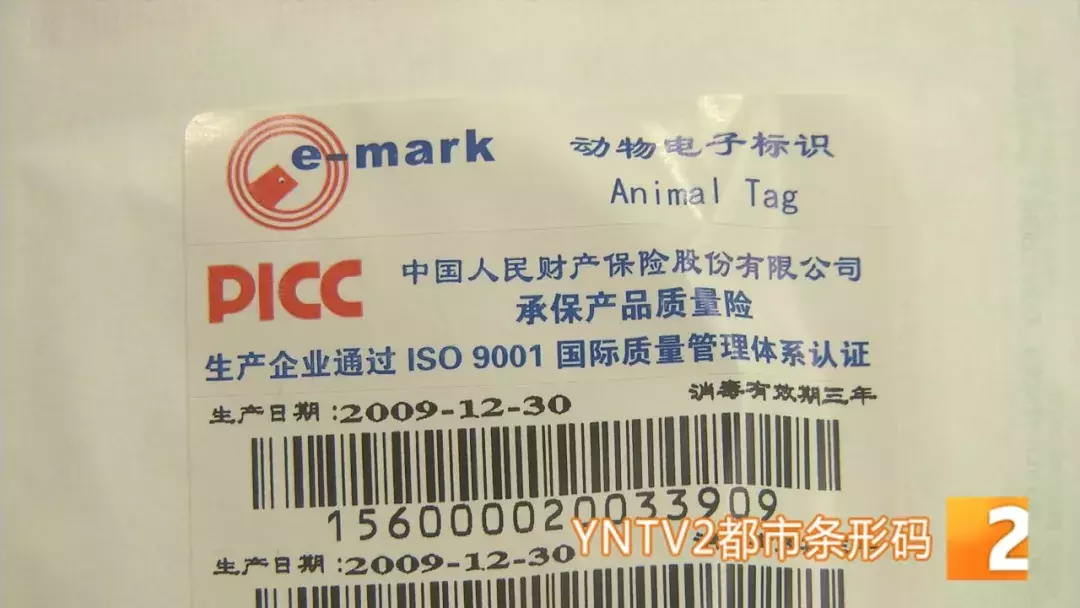 e-mark
动物电子标识
Animal Tag
PICC
中国人民财产保险股份有限公司
承保产品质量险
生产企业通过 ISO 9001 国际质量管理体系认证
生产日期:2009-12-30
消毒有效期三年
156000020033909
生产日期:2009-12-30
YNTV2都市条形码
2